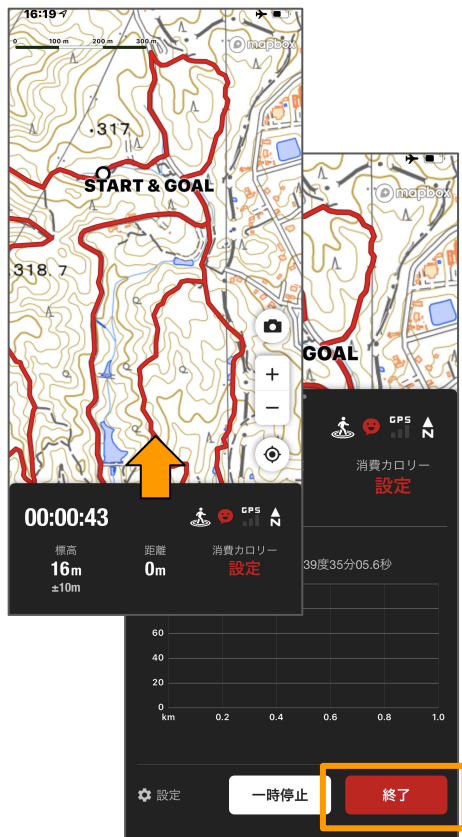 16:19
0 100 m 200 m 300 m
mapbox
317
START & GOAL
318.7
+
−
00:00:43
GPS
N
標高
距離
消費カロリー
16m
0m
設定
±10m
mapbox
GOAL
GPS
N
消費カロリー
設定
39度35分05.6秒
60
40
20
0
km 0.2 0.4 0.6 0.8 1.0
設定
一時停止
終了